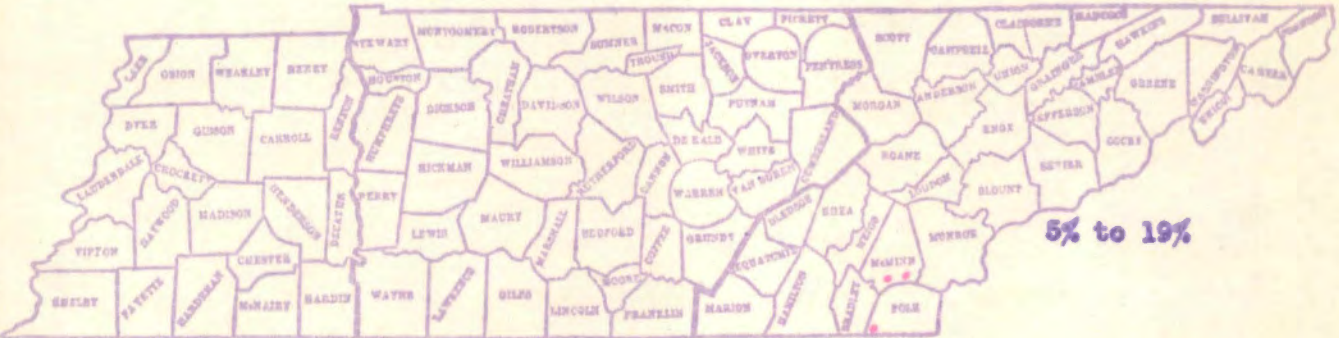 STEWART
MONTGOMERY
ROBERTSON
SUMNER
MACON
CLAY
PICKETT
SCOTT
CAMPBELL
CLAIBORNE
HANCOCK
HAWKINS
SULLIVAN
JOHNSON
LAKE
OBION
WEAKLEY
HENRY
HOUSTON
CHEATHAM
TROUSDALE
JACKSON
OVERTON
FENTRESS
UNION
GRAINGER
HAMBLEN
GREENE
WASHINGTON
CARTER
UNICOI
DYER
GIBSON
CARROLL
BENTON
HUMPHREYS
DICKSON
DAVIDSON
WILSON
SMITH
PUTNAM
MORGAN
ANDERSON
KNOX
JEFFERSON
COCKE
SEVIER
LAUDERDALE
CROCKETT
HICKMAN
WILLIAMSON
RUTHERFORD
CANNON
DE KALB
WHITE
CUMBERLAND
ROANE
LOUDON
BLOUNT
TIPTON
HAYWOOD
MADISON
HENDERSON
DECATUR
PERRY
LEWIS
MAURY
MARSHALL
BEDFORD
COFFEE
WARREN
VAN BUREN
BLEDSOE
RHEA
MEIGS
McMINN
MONROE
5% to 19%
CHESTER
MOORE
GRUNDY
SEQUATCHIE
SHELBY
FAYETTE
HARDEMAN
McNAIRY
HARDIN
WAYNE
LAWRENCE
GILES
LINCOLN
FRANKLIN
MARION
HAMILTON
BRADLEY
POLK